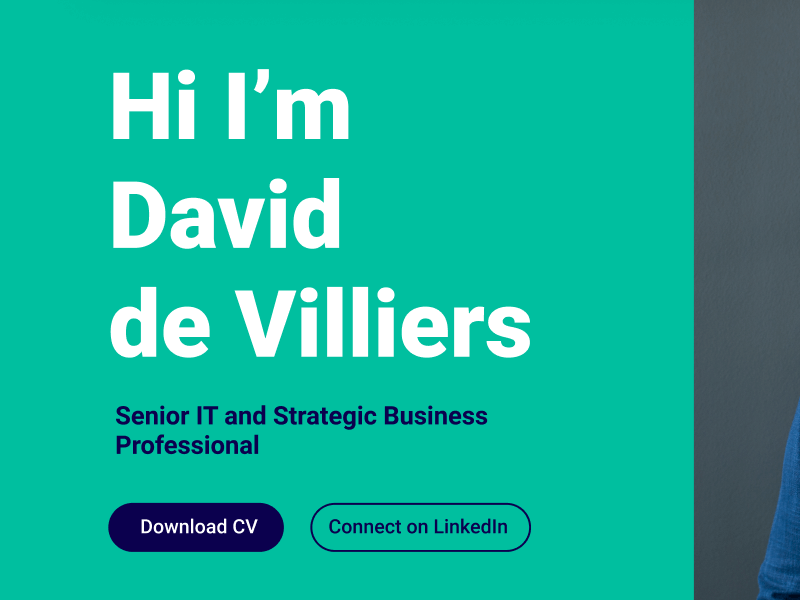 Hi I’m
David
de Villiers
Senior IT and Strategic Business
Professional
Download CV
Connect on LinkedIn